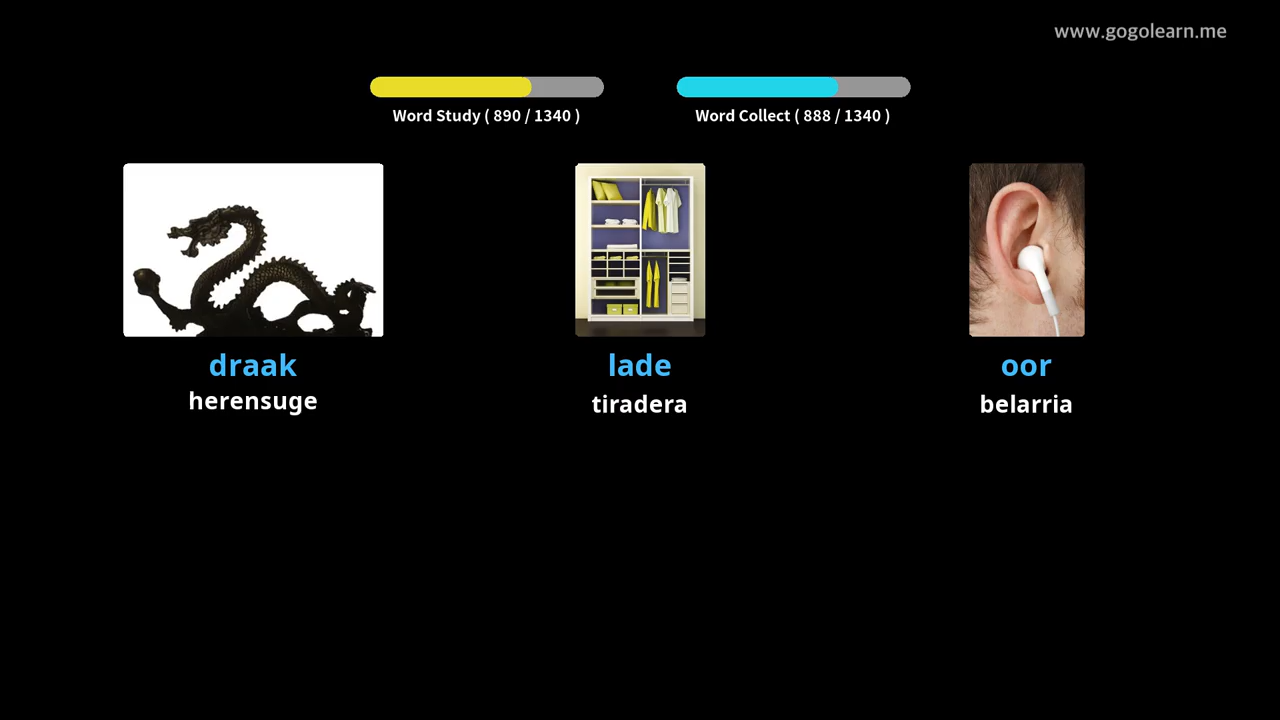 www.gogolearn.me
Word Study ( 890 / 1340 )
Word Collect ( 888 / 1340 )
draak
herensuge
lade
tiradera
oor
belarria